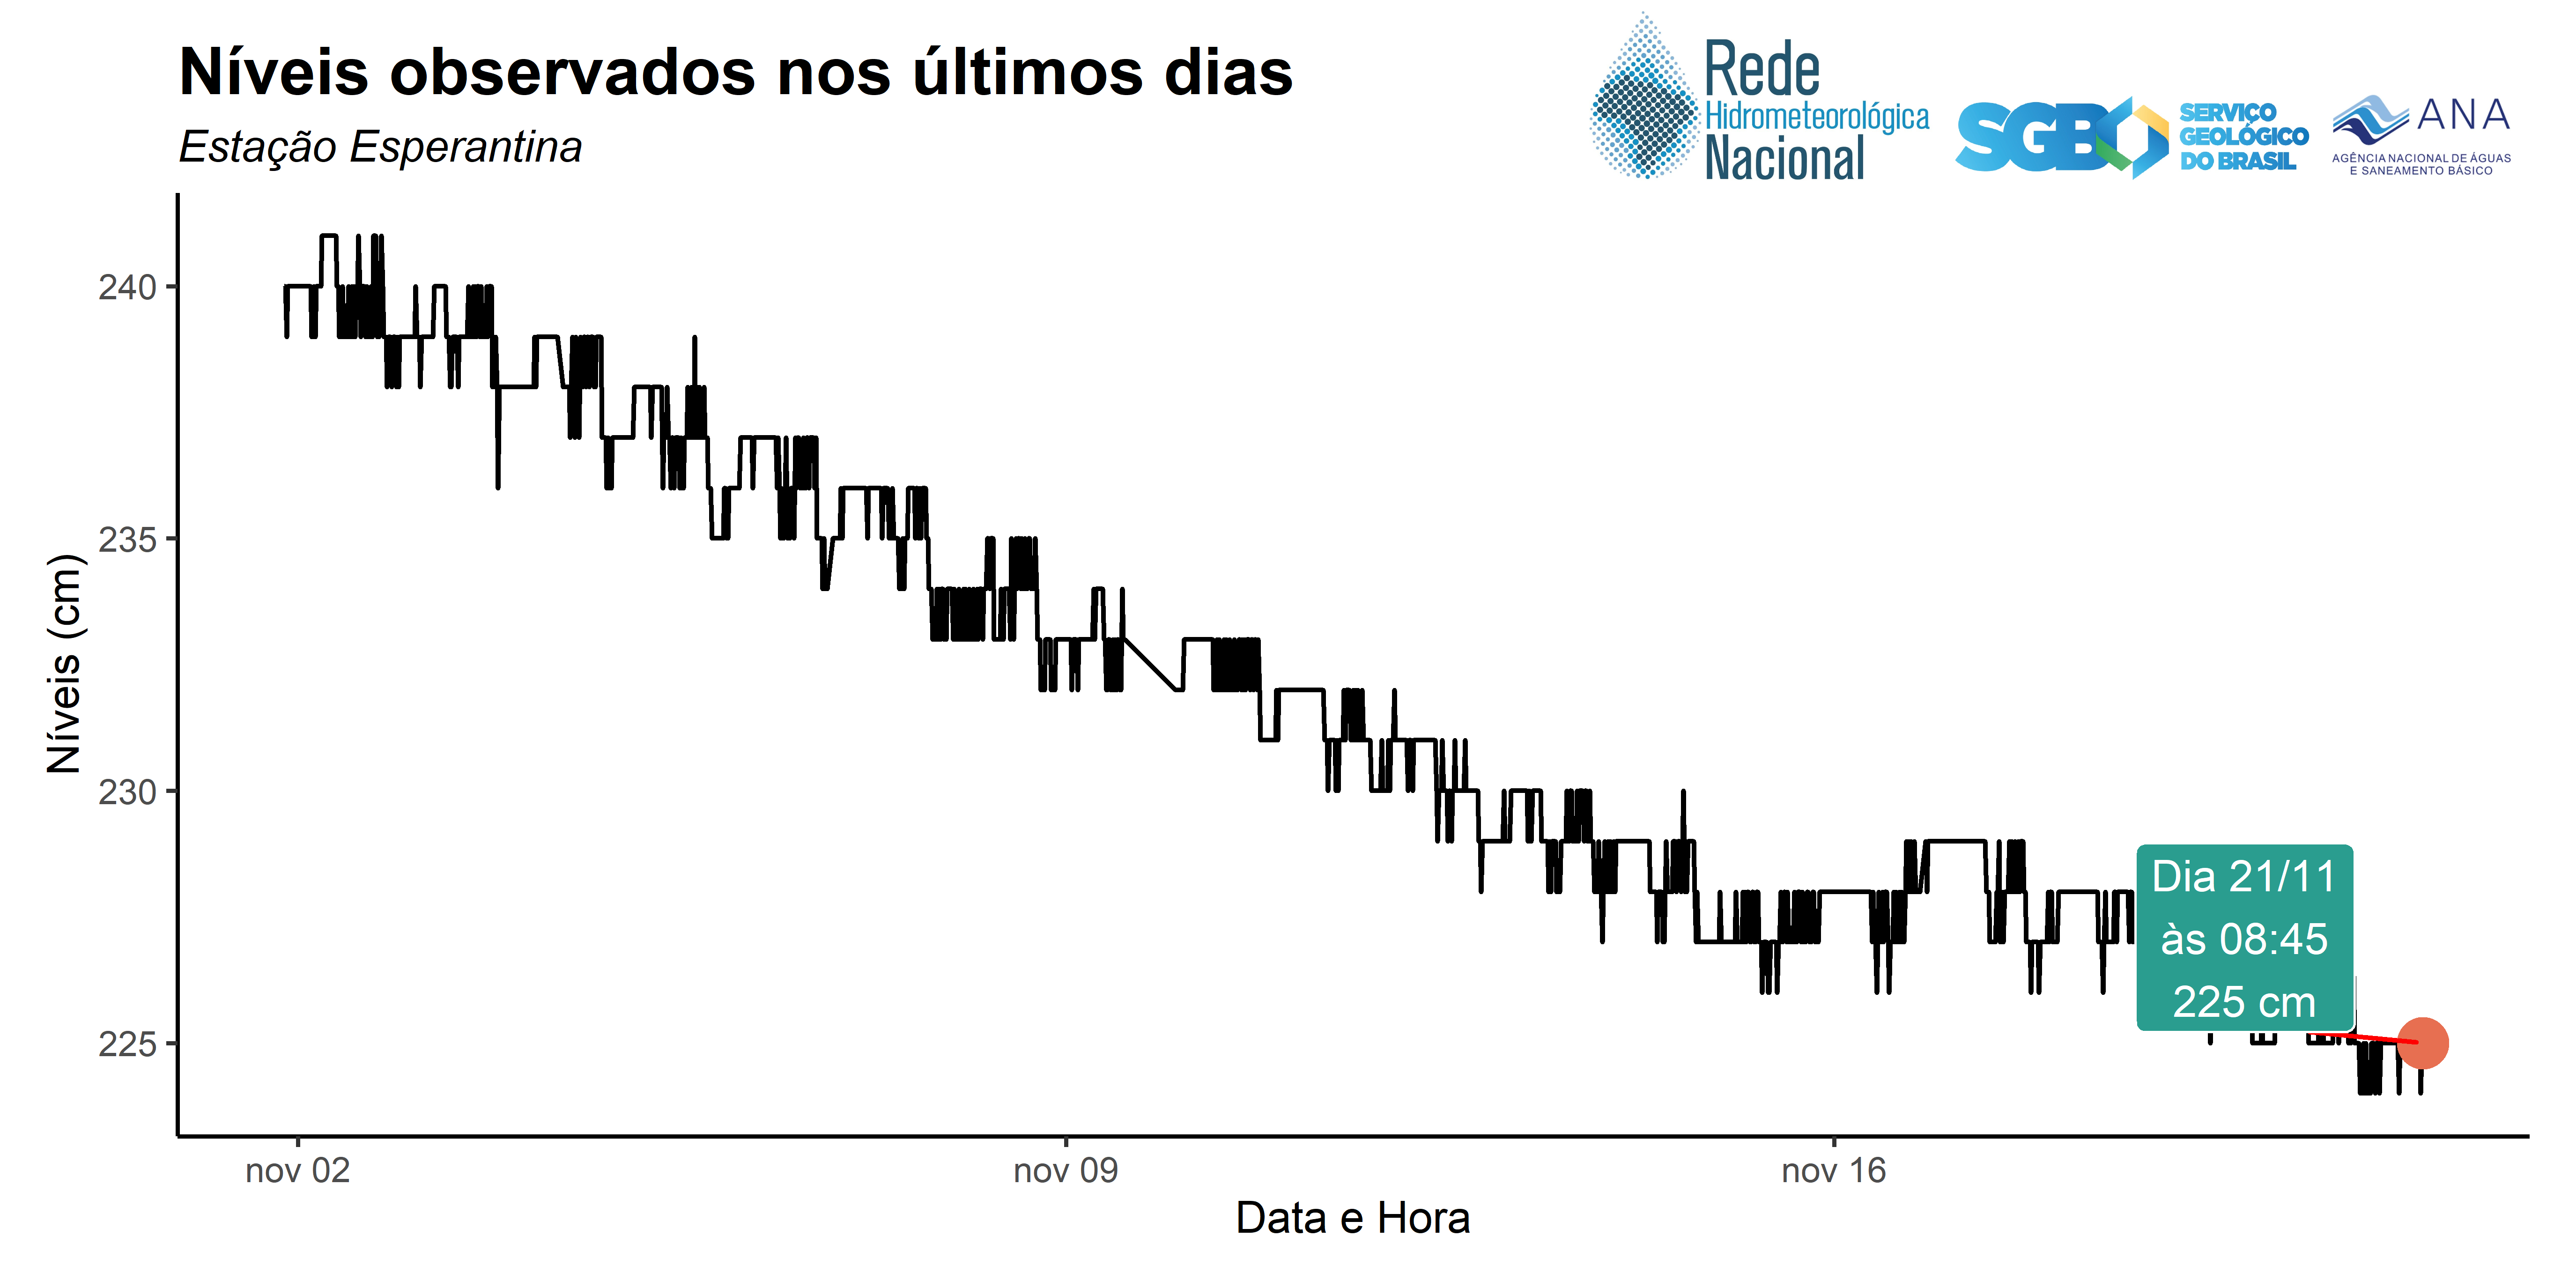 Níveis observados nos últimos dias
Estação Esperantina
Rede
Hidrometeorológica
Nacional
SGB
SERVIÇO
GEOLÓGICO
DO BRASIL
ANA
AGÊNCIA NACIONAL DE ÁGUAS
E SANEAMENTO BÁSICO
Níveis (cm)
240
235
230
225
Dia 21/11
às 08:45
225 cm
nov 02
nov 09
nov 16
Data e Hora